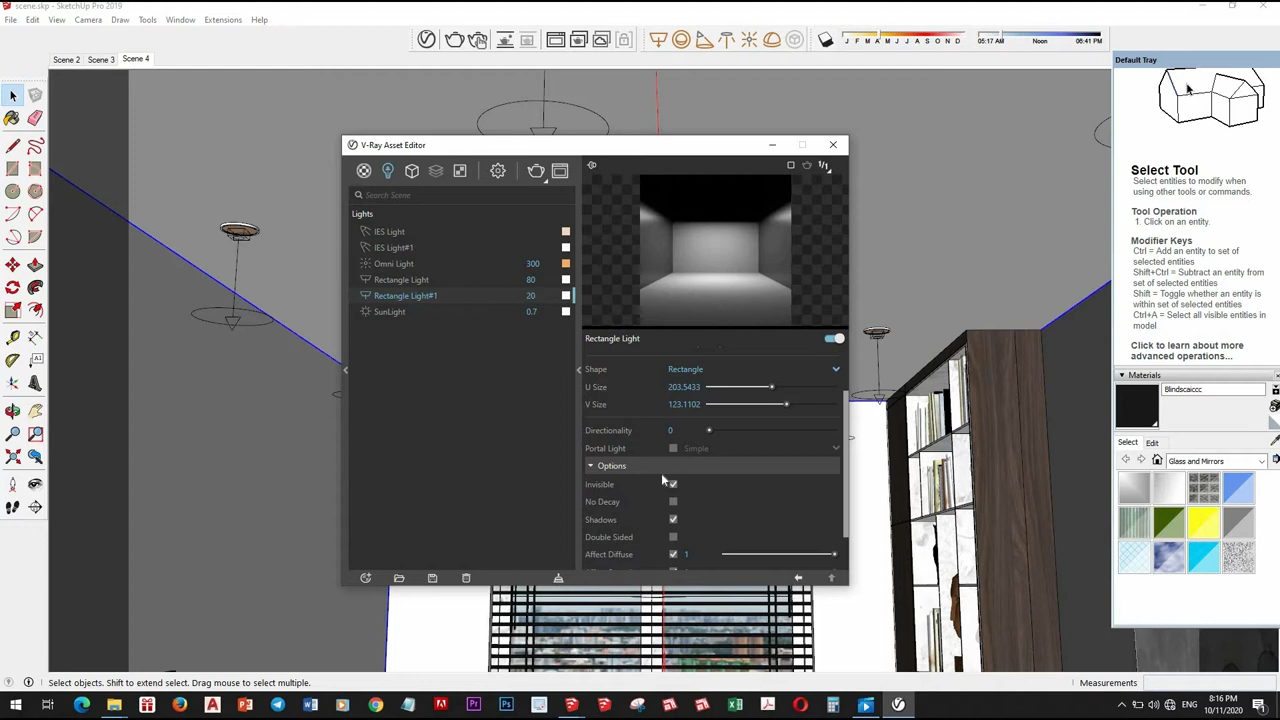 scene.skp - SketchUp Pro 2019
File Edit View Camera Draw Tools Window Extensions Help
J F M A M J J A S O N D
05:17 AM Noon 06:41 PM
Scene 2 Scene 3 Scene 4
Default Tray
V-Ray Asset Editor
1/1
Search Scene
Lights
IES Light
IES Light#1
Omni Light 300
Rectangle Light 80
Rectangle Light#1 20
SunLight 0.7
Rectangle Light
Shape Rectangle
U Size 203.5433
V Size 123.1102
Directionality 0
Portal Light Simple
Options
Invisible
No Decay
Shadows
Double Sided
Affect Diffuse 1
A1
Select Tool
Select entities to modify when
using other tools or commands.
Tool Operation
1. Click on an entity.
Modifier Keys
Ctrl = Add an entity to set of
selected entities
Shift+Ctrl = Subtract an entity from
set of selected entities
Shift = Toggle whether an entity is
within set of selected entities
Ctrl+A = Select all visible entities in
model
Click to learn about more
advanced operations...
Materials
Blindscaiccc
Select Edit
Glass and Mirrors
Select objects. Shift to extend select. Drag mouse to select multiple.
Measurements
8:16 PM
10/11/2020